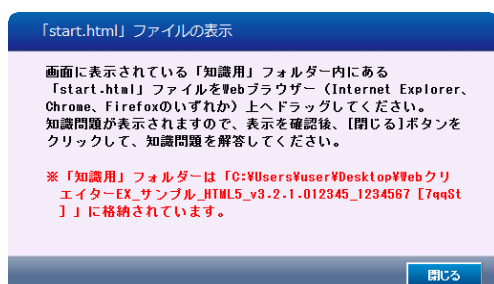 「start.html」ファイルの表示
画面に表示されている「知識用」フォルダー内にある
「start.html」ファイルをWebブラウザー（Internet Explorer、
Chrome、Firefoxのいずれか）上へドラッグしてください。
知識問題が表示されますので、表示を確認後、[閉じる]ボタンを
クリックして、知識問題を解答してください。
※「知識用」フォルダーは「C:¥Users¥user¥Desktop¥Webクリ
エイターEX_サンプル_HTML5_v3.2.1.012345_1234567［7qqSt
］」に格納されています。
閉じる